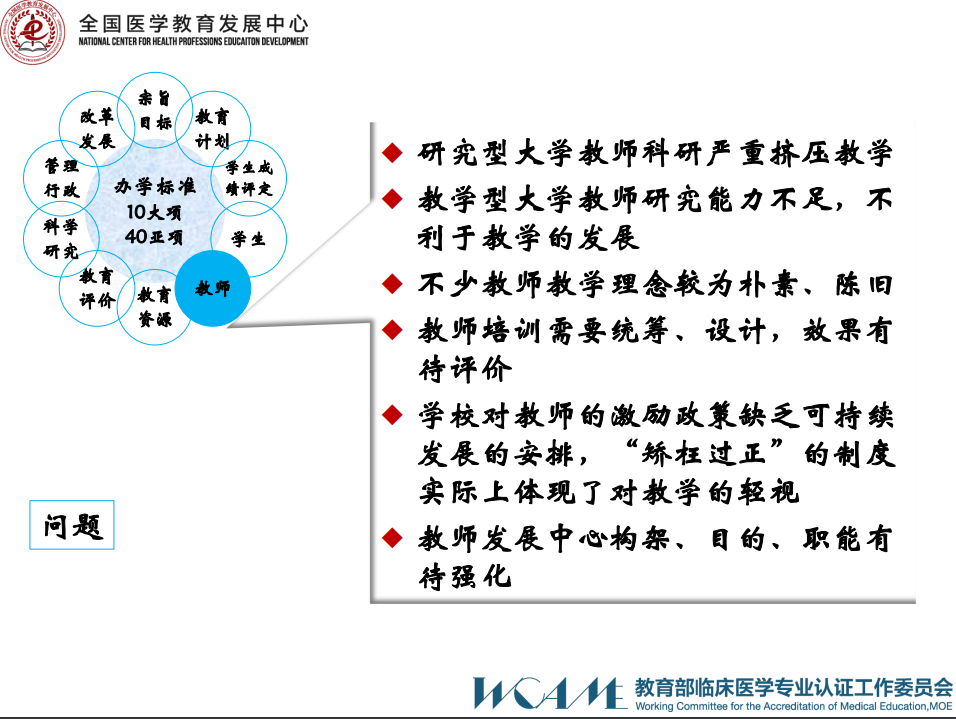 全国医学教育发展中心
NATIONAL CENTER FOR HEALTH PROFESSIONS EDUCAITON DEVELOPMENT
宗旨
目标
改革
发展
教育
计划
管理
行政
学生成
绩评定
办学标准
10大项
40亚项
科学
研究
学生
教育
评价
教育
资源
教师
研究型大学教师科研严重挤压教学
教学型大学教师研究能力不足，不
利于教学的发展
不少教师教学理念较为朴素、陈旧
教师培训需要统筹、设计，效果有
待评价
学校对教师的激励政策缺乏可持续
发展的安排，“矫枉过正”的制度
实际上体现了对教学的轻视
教师发展中心构架、目的、职能有
待强化
问题
WCAME
教育部临床医学专业认证工作委员会
Working Committee for the Accreditation of Medical Education,MOE